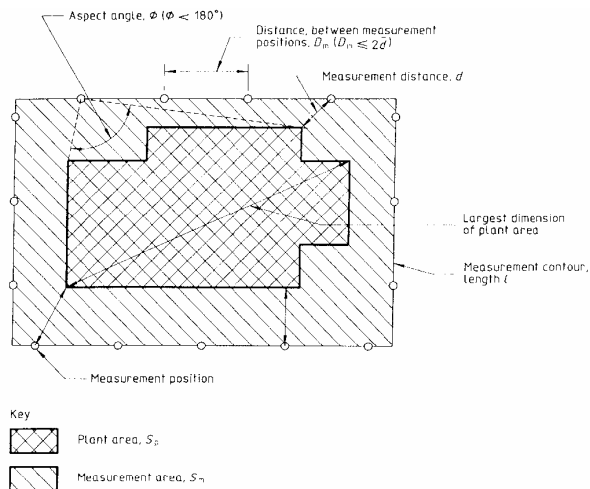 Aspect angle, Φ (Φ < 180°)
Distance, between measurement
positions, Dₘ (Dₘ ≤ 2d̄)
Measurement distance, d
Largest dimension
of plant area
Measurement contour,
length l
Measurement position
Key
Plant area, Sₚ
Measurement area, Sₘ